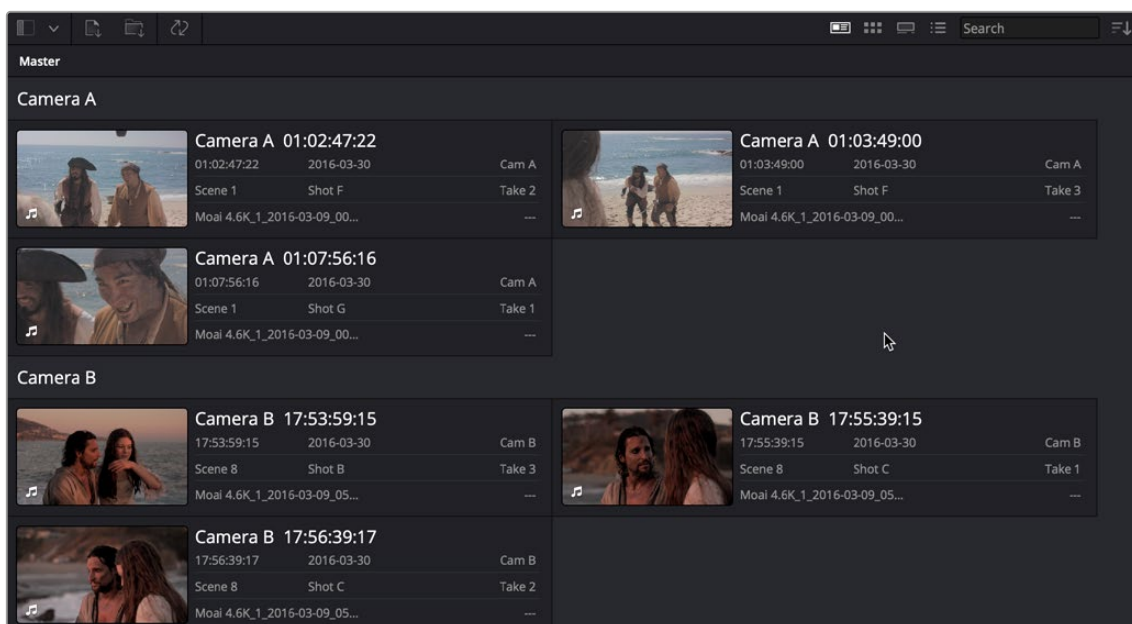 Search
Master
Camera A
Camera A 01:02:47:22
01:02:47:22 2016-03-30 Cam A
Scene 1 Shot F Take 2
Moai 4.6K_1_2016-03-09_00... ---
Camera A 01:03:49:00
01:03:49:00 2016-03-30 Cam A
Scene 1 Shot F Take 3
Moai 4.6K_1_2016-03-09_00... ---
Camera A 01:07:56:16
01:07:56:16 2016-03-30 Cam A
Scene 1 Shot G Take 1
Moai 4.6K_1_2016-03-09_00... ---
Camera B
Camera B 17:53:59:15
17:53:59:15 2016-03-30 Cam B
Scene 8 Shot B Take 3
Moai 4.6K_1_2016-03-09_05... ---
Camera B 17:55:39:15
17:55:39:15 2016-03-30 Cam B
Scene 8 Shot C Take 1
Moai 4.6K_1_2016-03-09_05... ---
Camera B 17:56:39:17
17:56:39:17 2016-03-30 Cam B
Scene 8 Shot C Take 2
Moai 4.6K_1_2016-03-09_05... ---